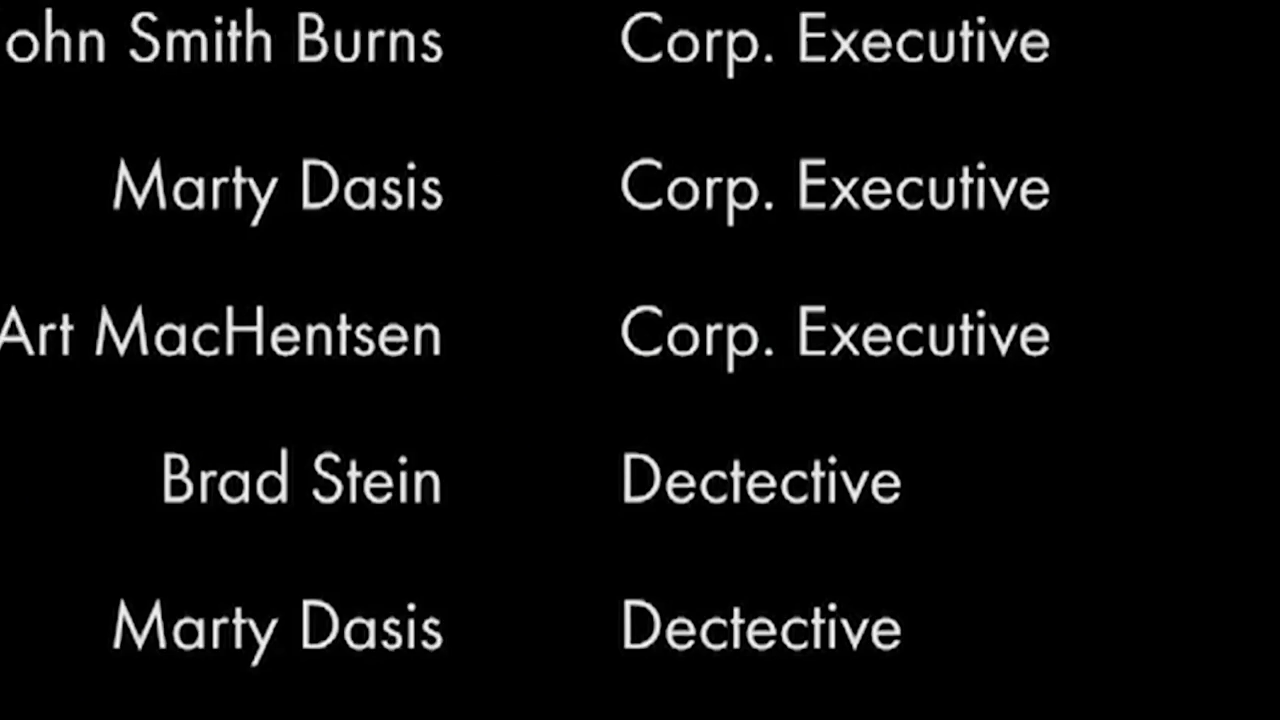 ohn Smith Burns Corp. Executive
Marty Dasis Corp. Executive
Art MacHentsen Corp. Executive
Brad Stein Dectective
Marty Dasis Dectective